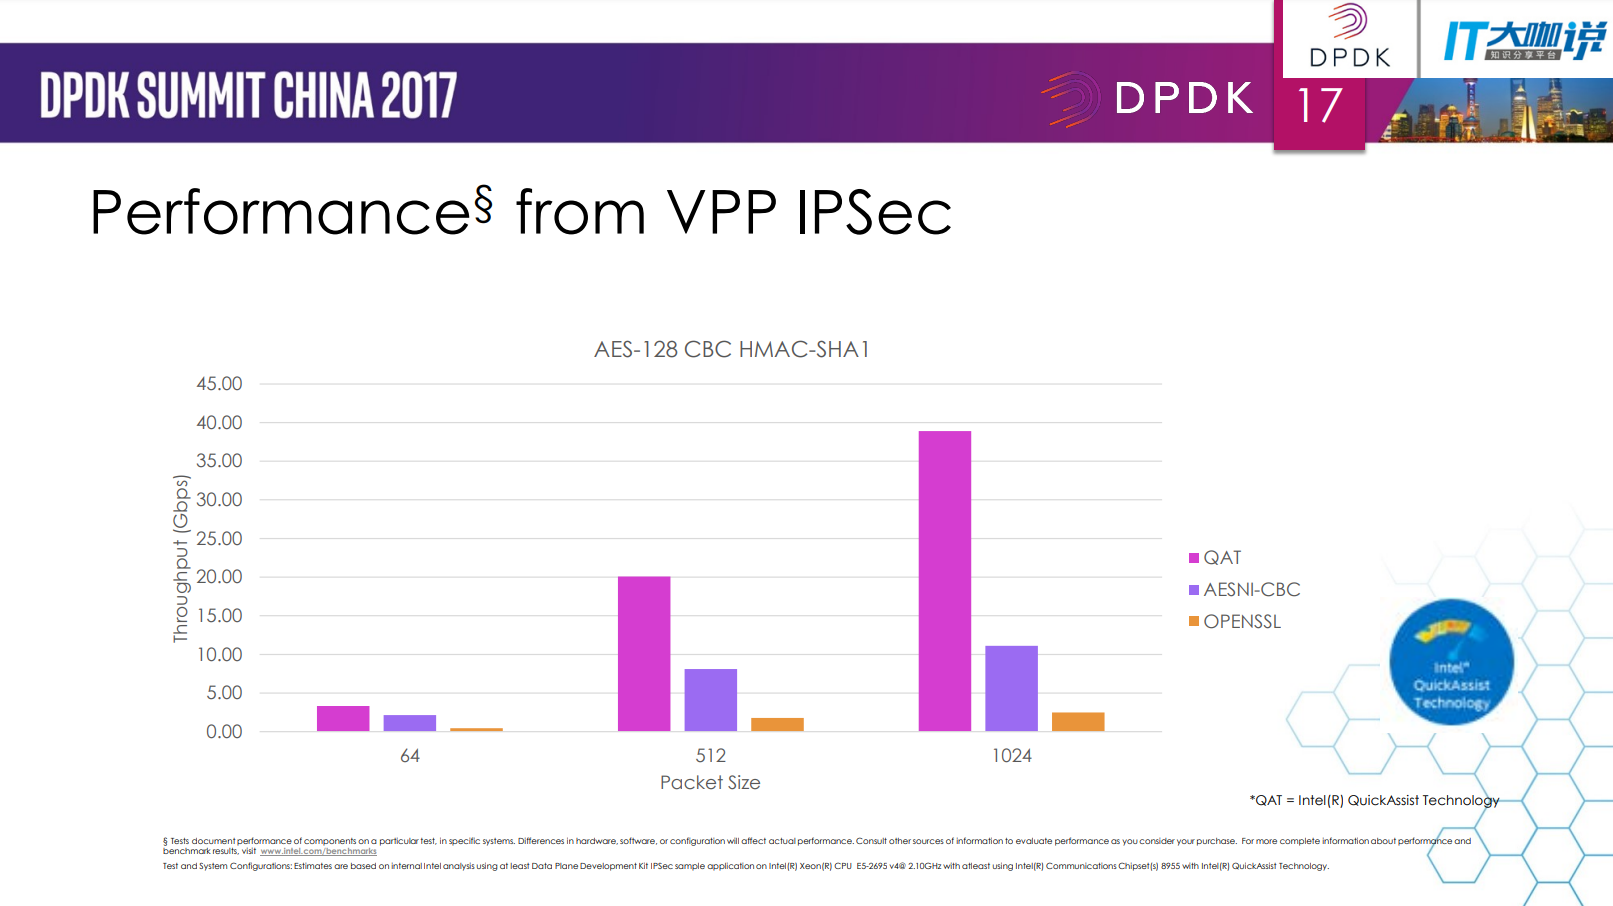 DPDK SUMMIT CHINA 2017
DPDK
17
DPDK
IT大咖说
知识分享平台
Performance§ from VPP IPSec
AES-128 CBC HMAC-SHA1
Throughput (Gbps)
45.00
40.00
35.00
30.00
25.00
20.00
15.00
10.00
5.00
0.00
64
512
1024
Packet Size
QAT
AESNI-CBC
OPENSSL
Intel®
QuickAssist
Technology
*QAT = Intel(R) QuickAssist Technology
§ Tests document performance of components on a particular test, in specific systems. Differences in hardware, software, or configuration will affect actual performance. Consult other sources of information to evaluate performance as you consider your purchase. For more complete information about performance and
benchmark results, visit www.intel.com/benchmarks
Test and System Configurations: Estimates are based on internal Intel analysis using at least Data Plane Development Kit IPSec sample application on Intel(R) Xeon(R) CPU E5-2695 v4@ 2.10GHz with atleast using Intel(R) Communications Chipset(s) 8955 with Intel(R) QuickAssist Technology.